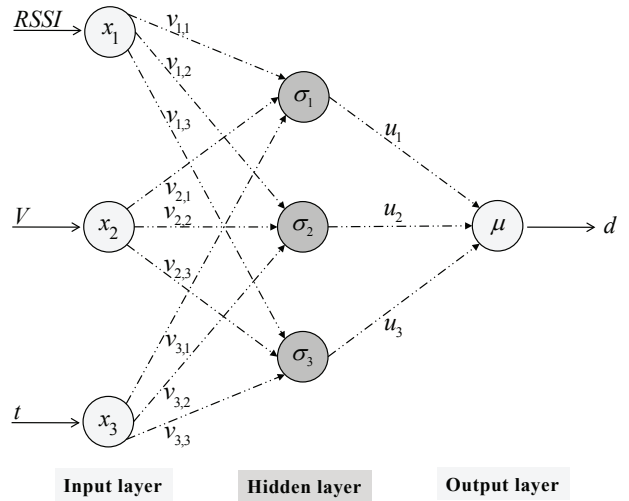 RSSI
x₁
v₁,₁
v₁,₂
v₁,₃
σ₁
u₁
V
x₂
v₂,₁
v₂,₂
v₂,₃
σ₂
u₂
μ
d
σ₃
u₃
t
x₃
v₃,₁
v₃,₂
v₃,₃
Input layer
Hidden layer
Output layer